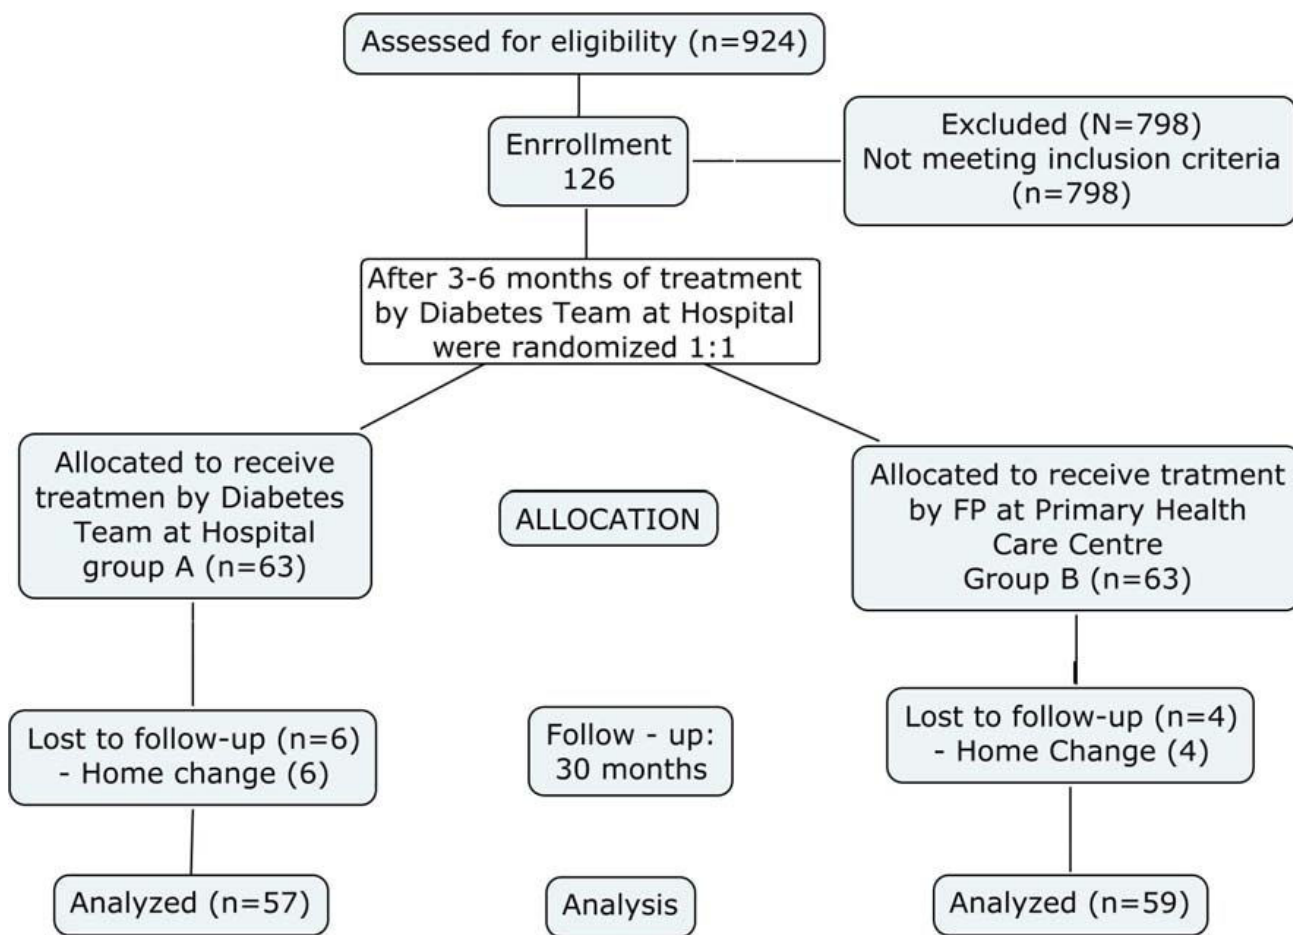 Assessed for eligibility (n=924)
Enrrollment
126
Excluded (N=798)
Not meeting inclusion criteria
(n=798)
After 3-6 months of treatment
by Diabetes Team at Hospital
were randomized 1:1
Allocated to receive
treatmen by Diabetes
Team at Hospital
group A (n=63)
ALLOCATION
Allocated to receive tratment
by FP at Primary Health
Care Centre
Group B (n=63)
Lost to follow-up (n=6)
- Home change (6)
Follow - up:
30 months
Lost to follow-up (n=4)
- Home Change (4)
Analyzed (n=57)
Analysis
Analyzed (n=59)